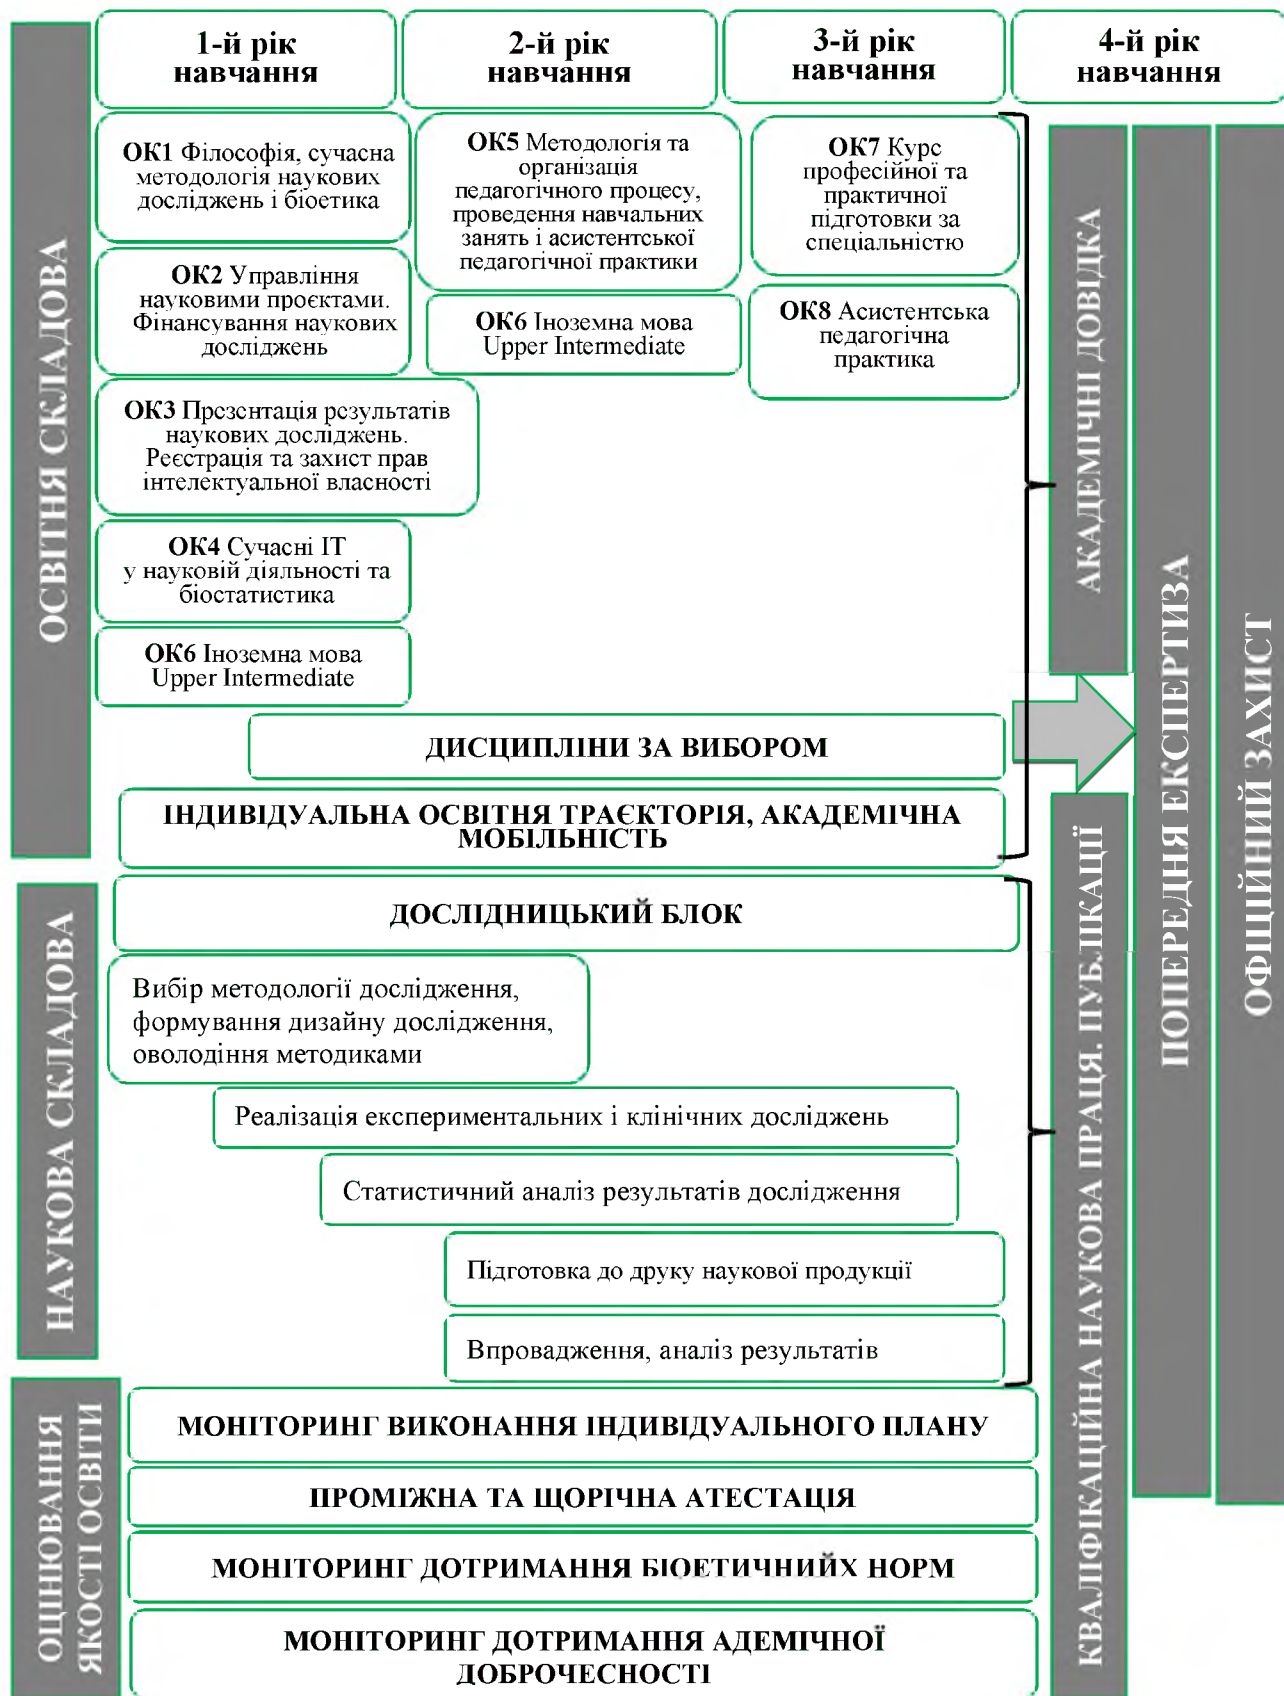 1-й рік
навчання
2-й рік
навчання
3-й рік
навчання
4-й рік
навчання
ОСВІТНЯ СКЛАДОВА
ОК1 Філософія, сучасна
методологія наукових
досліджень і біоетика
ОК2 Управління
науковими проєктами.
Фінансування наукових
досліджень
ОК3 Презентація результатів
наукових досліджень.
Реєстрація та захист прав
інтелектуальної власності
ОК4 Сучасні ІТ
у науковій діяльності та
біостатистика
ОК6 Іноземна мова
Upper Intermediate
ОК5 Методологія та
організація
педагогічного процесу,
проведення навчальних
занять і асистентської
педагогічної практики
ОК6 Іноземна мова
Upper Intermediate
ОК7 Курс
професійної та
практичної
підготовки за
спеціальністю
ОК8 Асистентська
педагогічна
практика
ДИСЦИПЛІНИ ЗА ВИБОРОМ
ІНДИВІДУАЛЬНА ОСВІТНЯ ТРАЄКТОРІЯ, АКАДЕМІЧНА
МОБІЛЬНІСТЬ
НАУКОВА СКЛАДОВА
ДОСЛІДНИЦЬКИЙ БЛОК
Вибір методології дослідження,
формування дизайну дослідження,
оволодіння методиками
Реалізація експериментальних і клінічних досліджень
Статистичний аналіз результатів дослідження
Підготовка до друку наукової продукції
Впровадження, аналіз результатів
ОЦІНЮВАННЯ
ЯКОСТІ ОСВІТИ
МОНІТОРИНГ ВИКОНАННЯ ІНДИВІДУАЛЬНОГО ПЛАНУ
ПРОМІЖНА ТА ЩОРІЧНА АТЕСТАЦІЯ
МОНІТОРИНГ ДОТРИМАННЯ БІОЕТИЧНИЙХ НОРМ
МОНІТОРИНГ ДОТРИМАННЯ АДЕМІЧНОЇ
ДОБРОЧЕСНОСТІ
АКАДЕМІЧНІ ДОВІДКА
КВАЛІФІКАЦІЙНА НАУКОВА ПРАЦЯ. ПУБЛІКАЦІЇ
ПОПЕРЕДНЯ ЕКСПЕРТИЗА
ОФІЦІЙНИЙ ЗАХИСТ